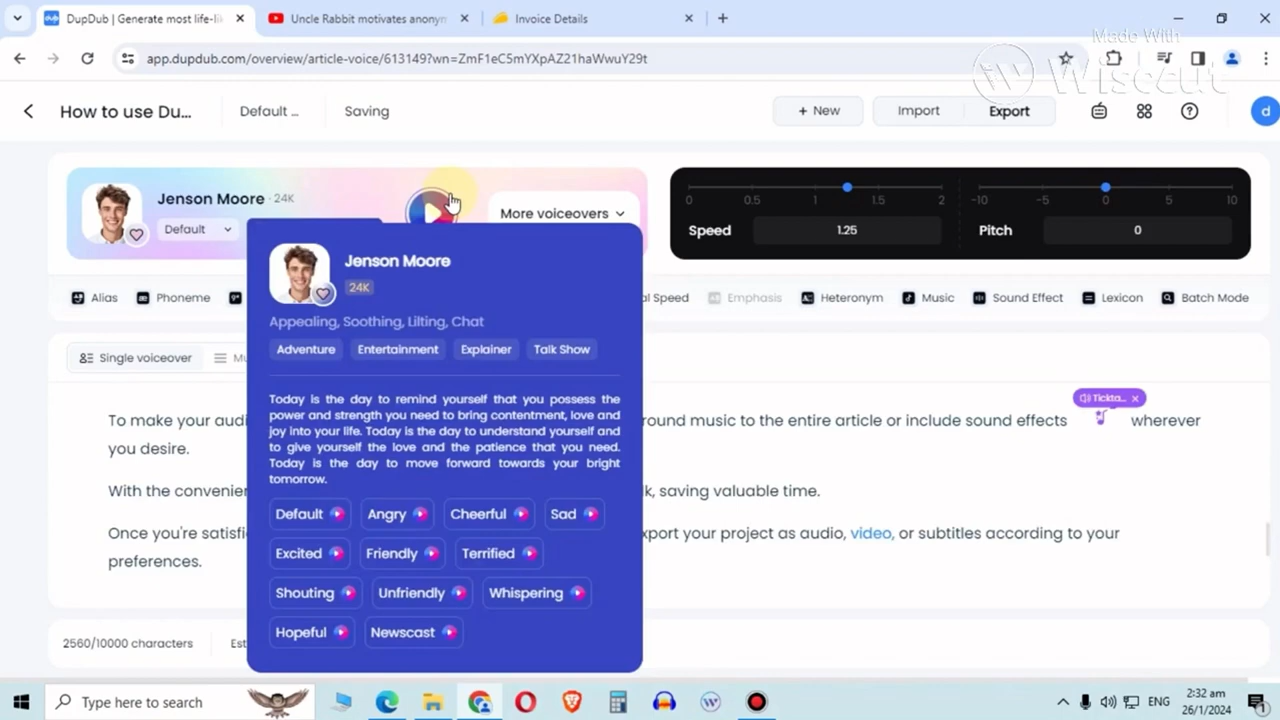 DupDub | Generate most life-li
Uncle Rabbit motivates anonym
Invoice Details
app.dupdub.com/overview/article-voice/613149?wn=ZmF1eC5mYXpAZ21haWwuY29t
Made With
Wisecut
How to use Du...
Default ...
Saving
+ New
Import
Export
d
Jenson Moore · 24K
Default
More voiceovers
0 0.5 1 1.5 2
-10 -5 0 5 10
Speed
1.25
Pitch
0
Alias
Phoneme
al Speed
Emphasis
Heteronym
Music
Sound Effect
Lexicon
Batch Mode
Jenson Moore
24K
Appealing, Soothing, Lilting, Chat
Adventure
Entertainment
Explainer
Talk Show
Today is the day to remind yourself that you possess the
power and strength you need to bring contentment, love and
joy into your life. Today is the day to understand yourself and
to give yourself the love and the patience that you need.
Today is the day to move forward towards your bright
tomorrow.
Default
Angry
Cheerful
Sad
Excited
Friendly
Terrified
Shouting
Unfriendly
Whispering
Hopeful
Newscast
Single voiceover
Mu
Tickta...
To make your audi
round music to the entire article or include sound effects
wherever
you desire.
With the convenien
lk, saving valuable time.
Once you're satisfi
xport your project as audio, video, or subtitles according to your
preferences.
2560/10000 characters
Est
Type here to search
ENG
2:32 am
26/1/2024
1